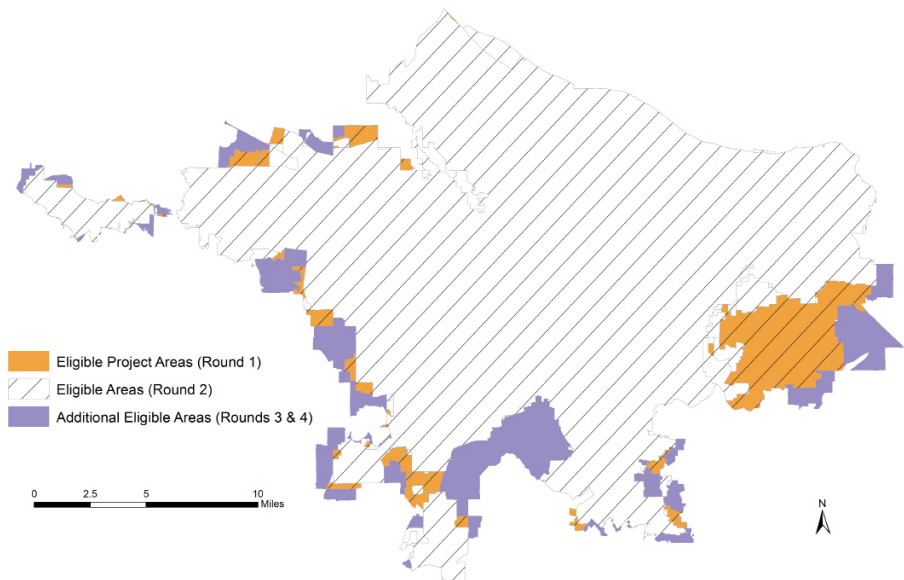 Eligible Project Areas (Round 1)
Eligible Areas (Round 2)
Additional Eligible Areas (Rounds 3 & 4)
0 2.5 5 10
Miles
N